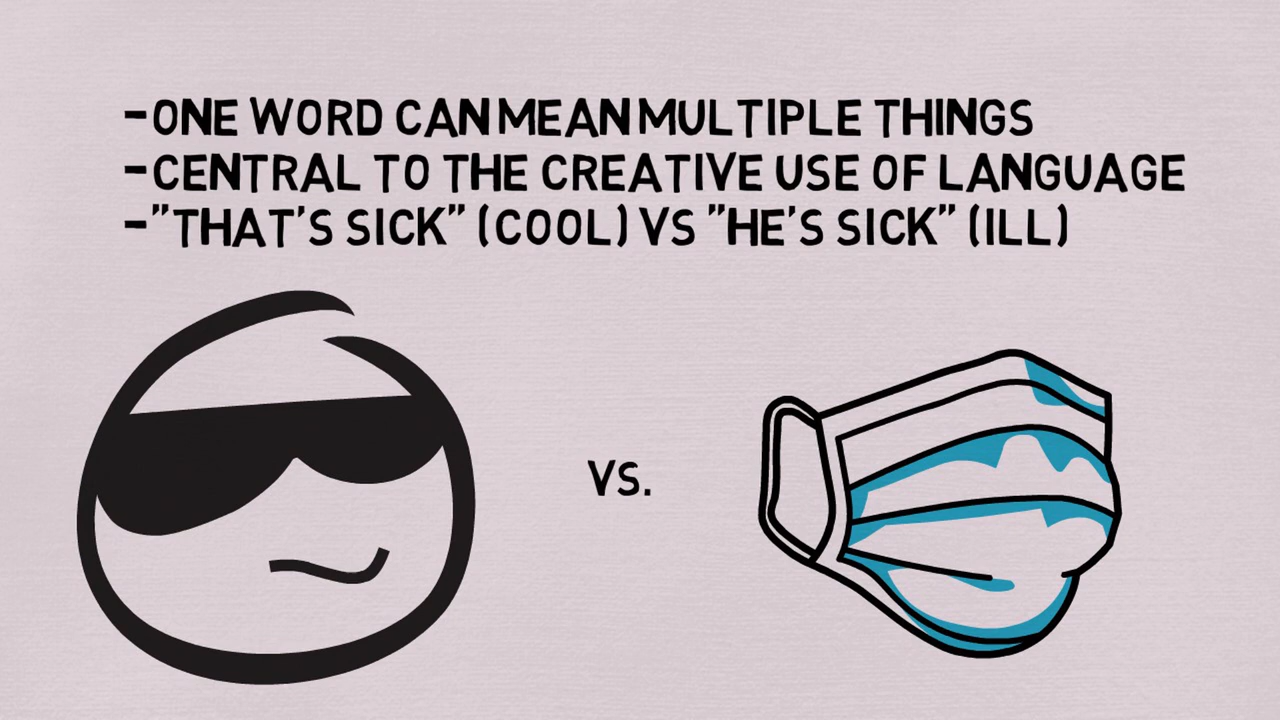 -ONE WORD CAN MEAN MULTIPLE THINGS
-CENTRAL TO THE CREATIVE USE OF LANGUAGE
-"THAT'S SICK" (COOL) VS "HE'S SICK" (ILL)
VS.